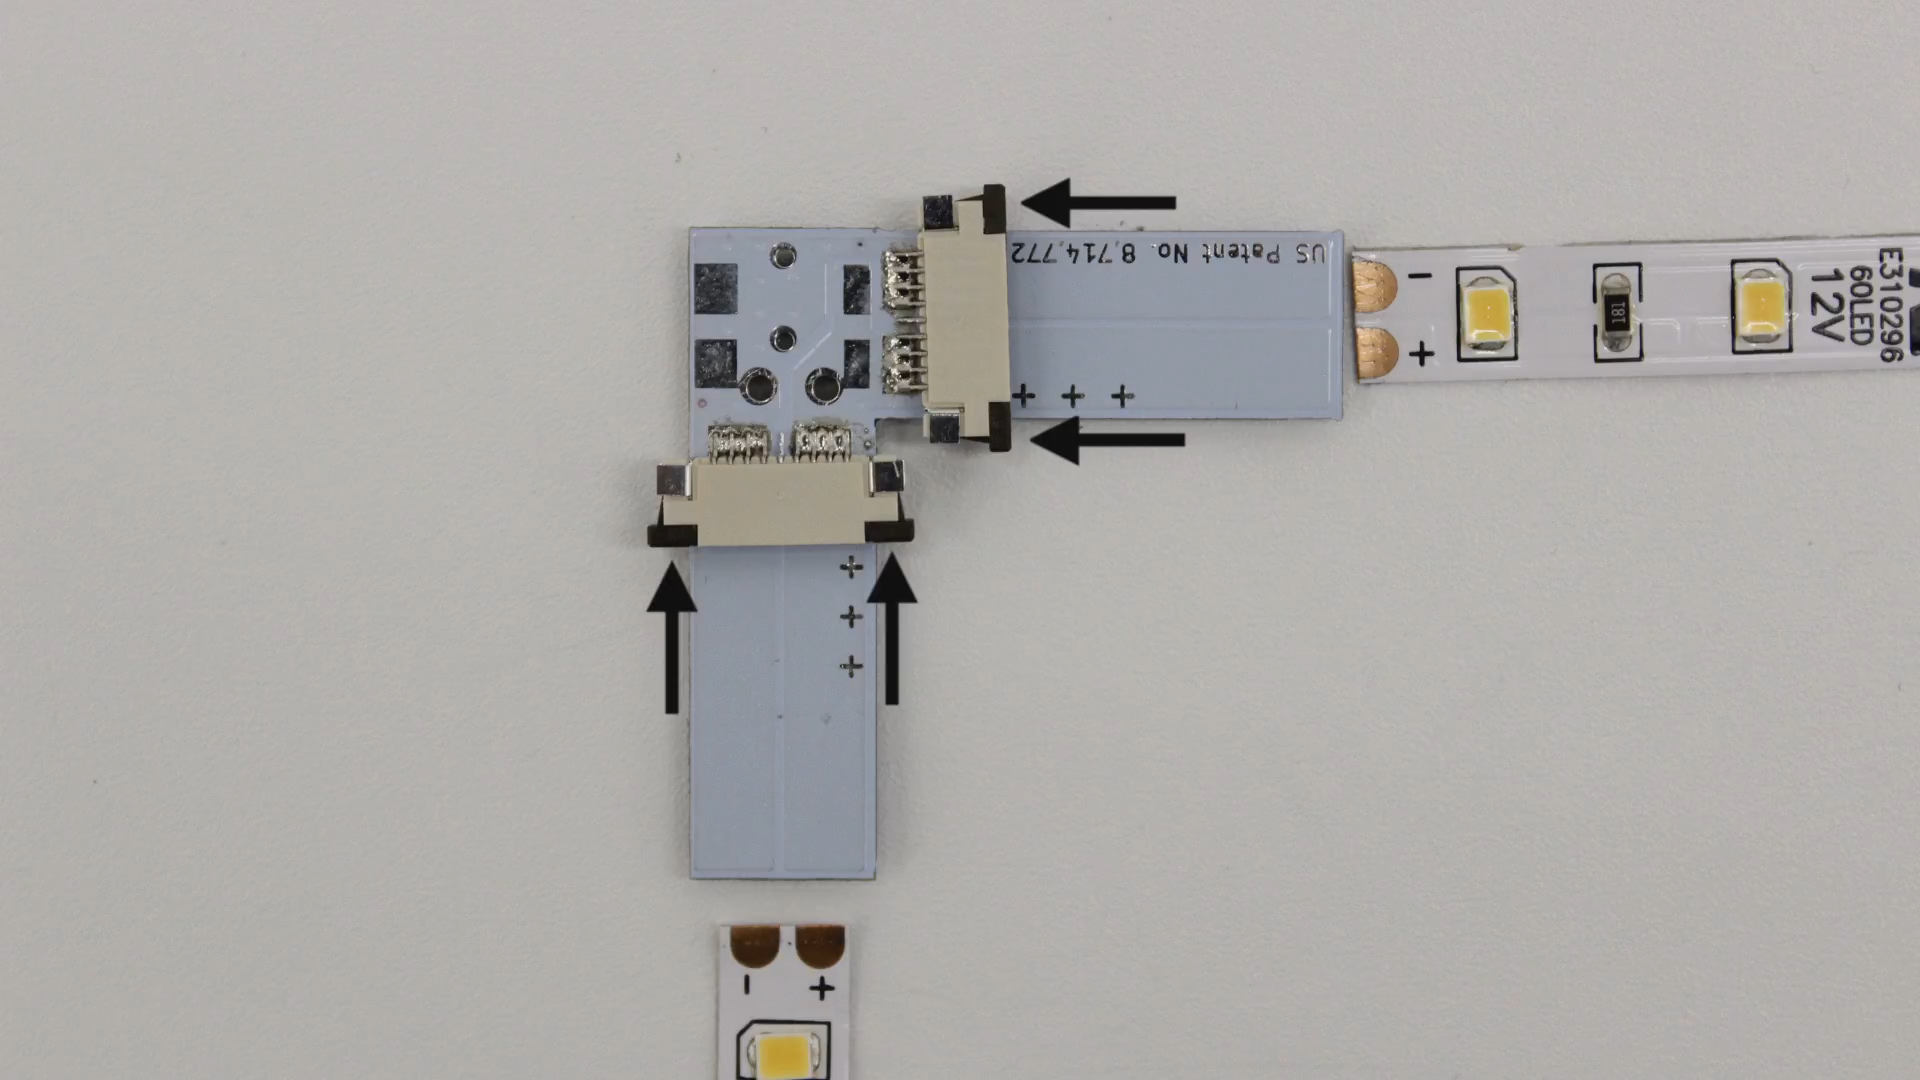 US Patent No. 8,714,772
+ + +
-
+
181
12V
60LED
E310296
+
+
+
- +